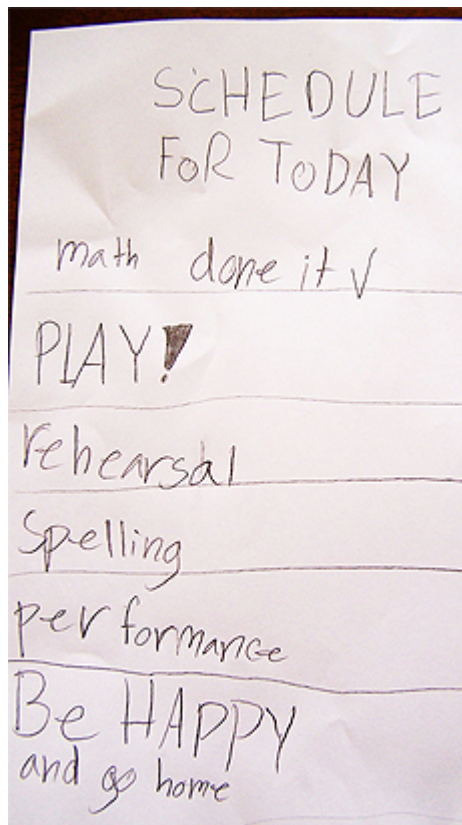 SCHEDULE
FOR TODAY
math done it ✓
PLAY!
rehearsal
Spelling
performance
Be HAPPY
and go home